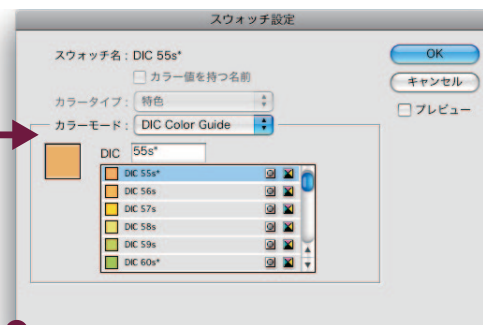 スウォッチ設定
スウォッチ名 : DIC 55s*
カラー値を持つ名前
カラータイプ : 特色
カラーモード : DIC Color Guide
DIC 55s*
DIC 55s*
DIC 56s
DIC 57s
DIC 58s
DIC 59s
DIC 60s*
OK
キャンセル
プレビュー